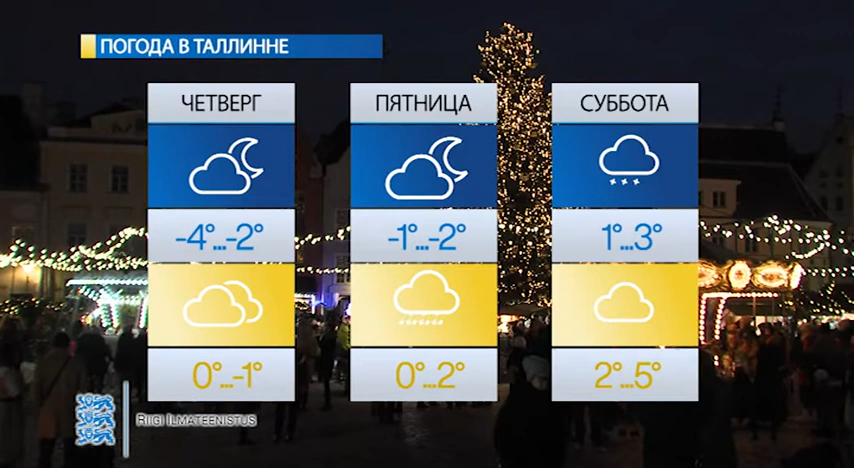 ПОГОДА В ТАЛЛИННЕ
ЧЕТВЕРГ ПЯТНИЦА СУББОТА
-4°...-2° -1°...-2° 1°...3°
0°...-1° 0°...2° 2°...5°
RIIGI ILMATEENISTUS